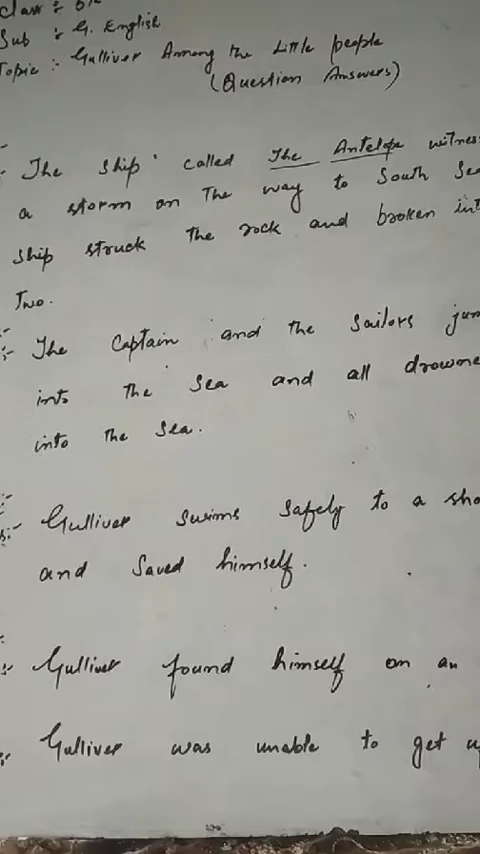 Class :-
Sub :- G. English
Topic :- Gulliver Among the Little people
(Question Answers)
The ship called The Antelope
a storm on The way to South
ship struck the rock and broken
Two.
The Captain and the sailors
into the sea and all
into the sea.
Gulliver swims safely to a
and saved himself.
Gulliver found himself on an
Gulliver was unable to get